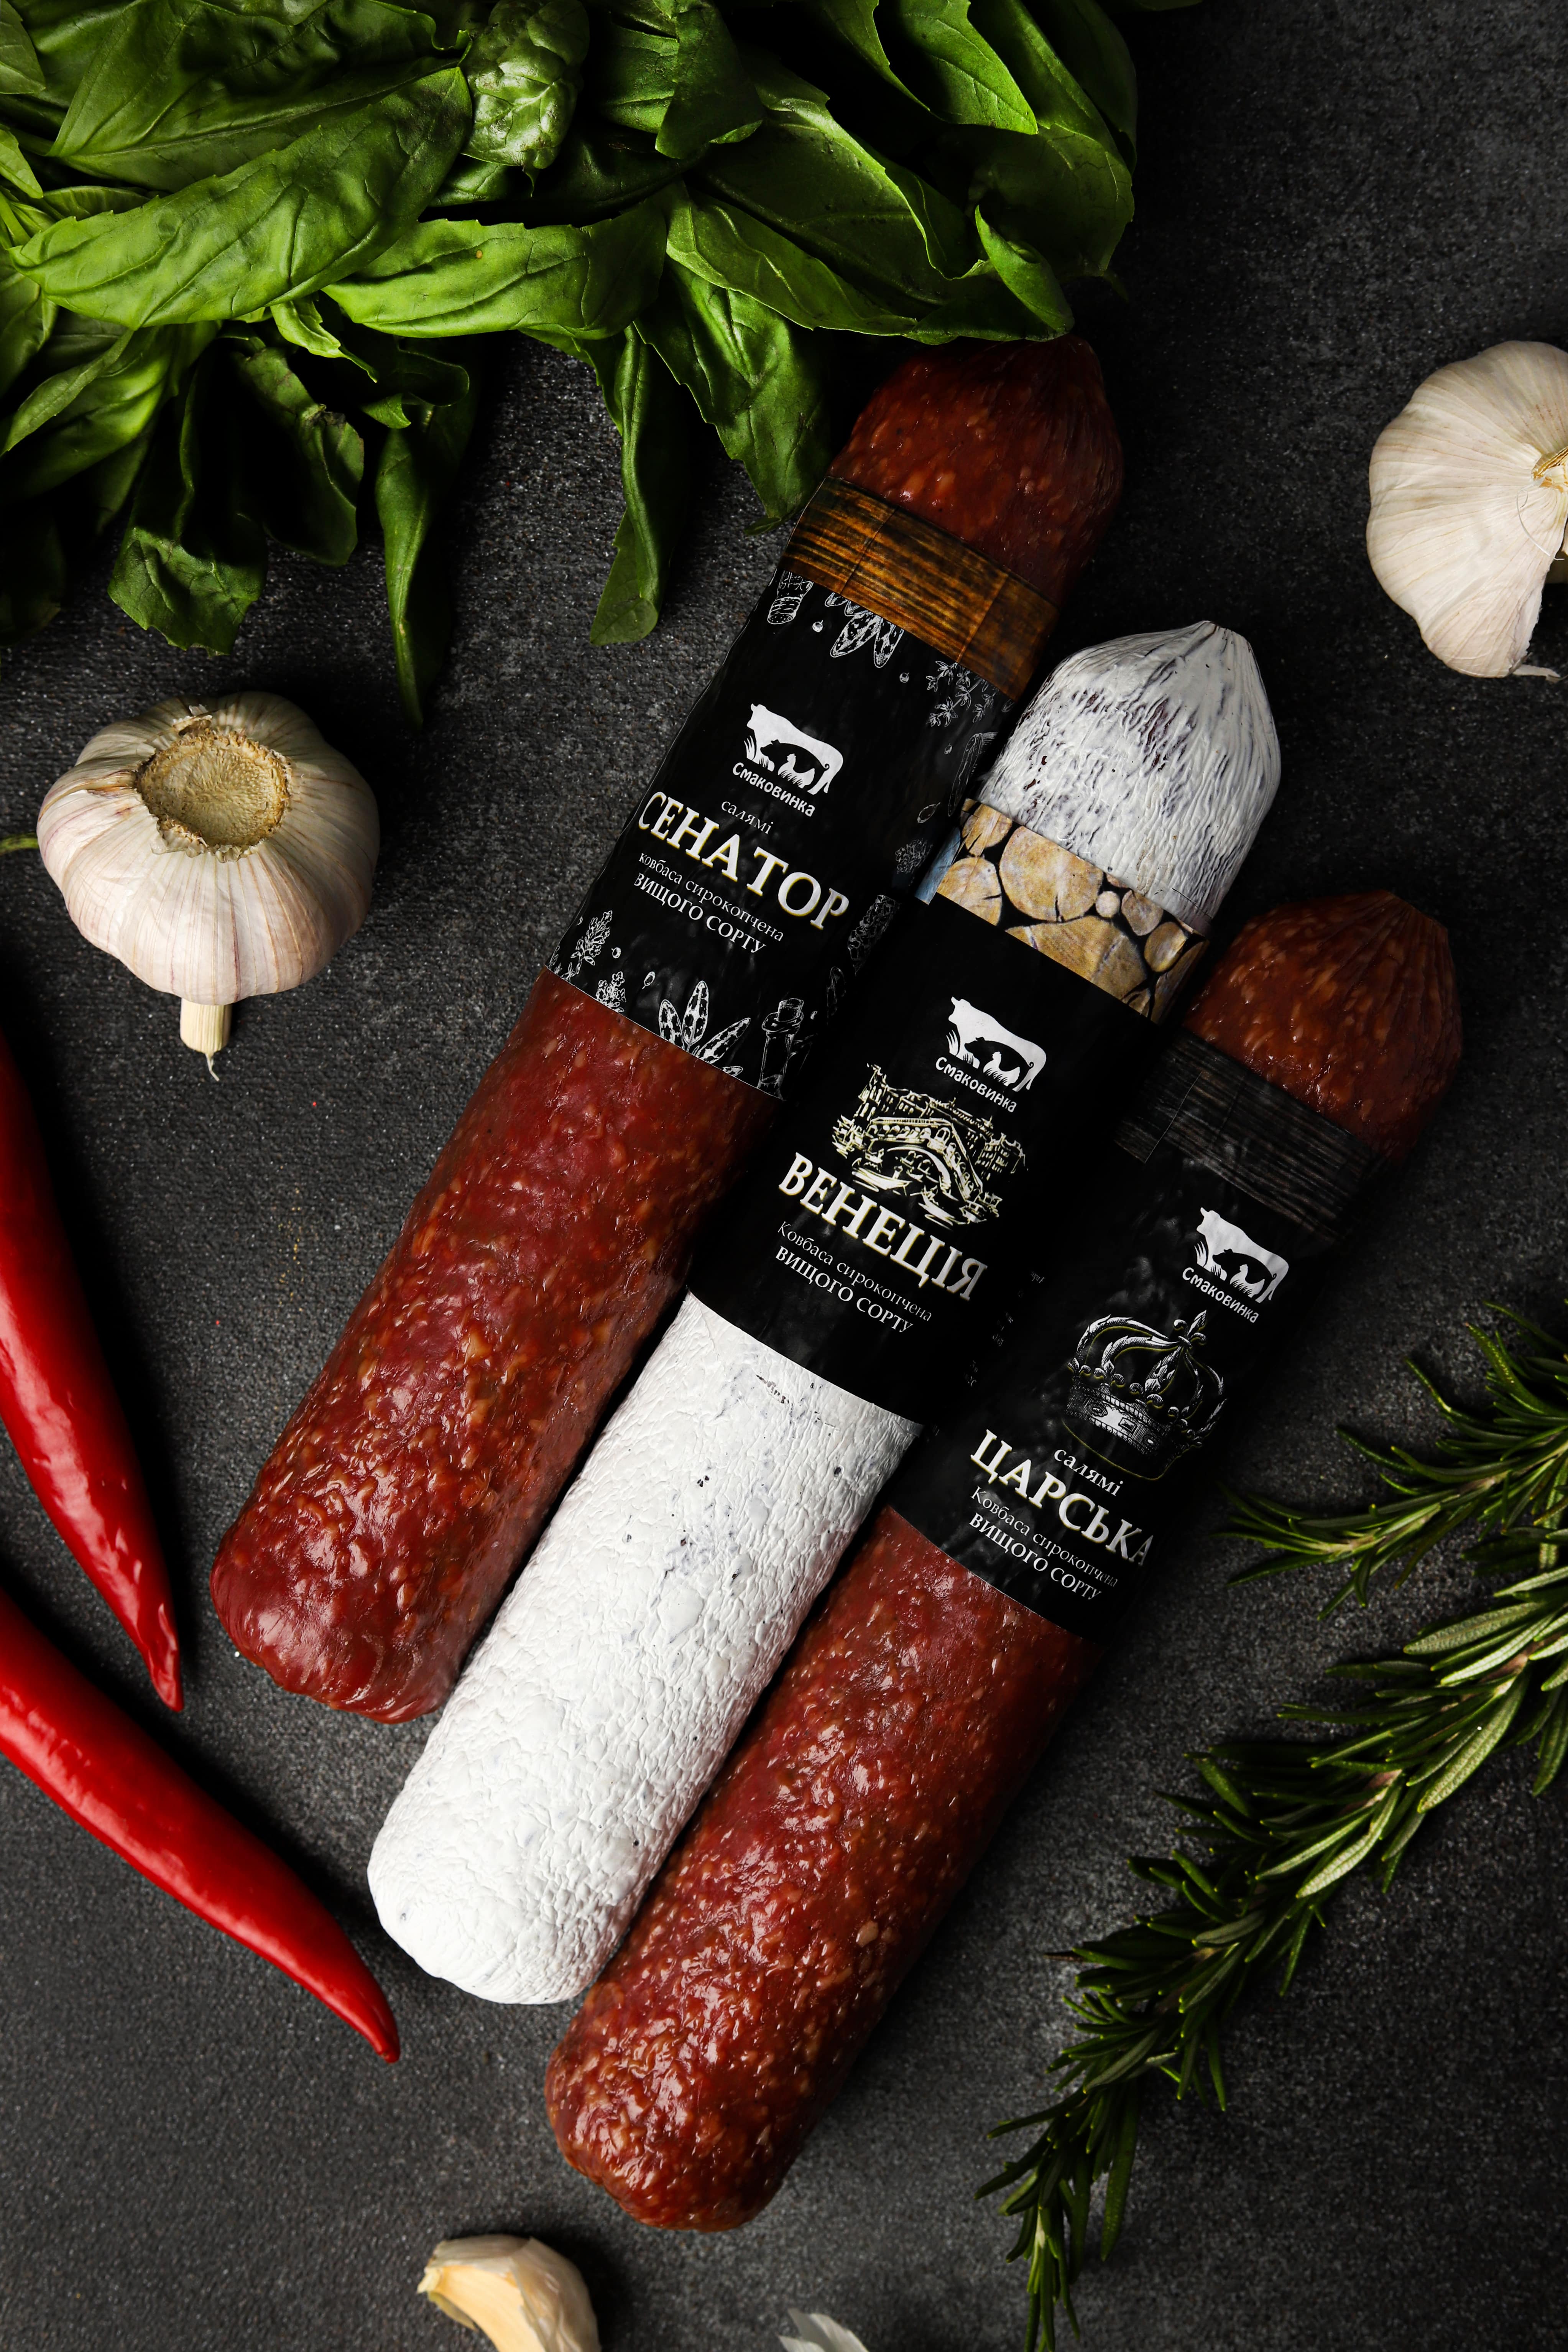 Смаковинка
салямі
СЕНАТОР
ковбаса сирокопчена
ВИЩОГО СОРТУ
Смаковинка
ВЕНЕЦІЯ
Ковбаса сирокопчена
ВИЩОГО СОРТУ
Смаковинка
салямі
ЦАРСЬКА
Ковбаса сирокопчена
ВИЩОГО СОРТУ